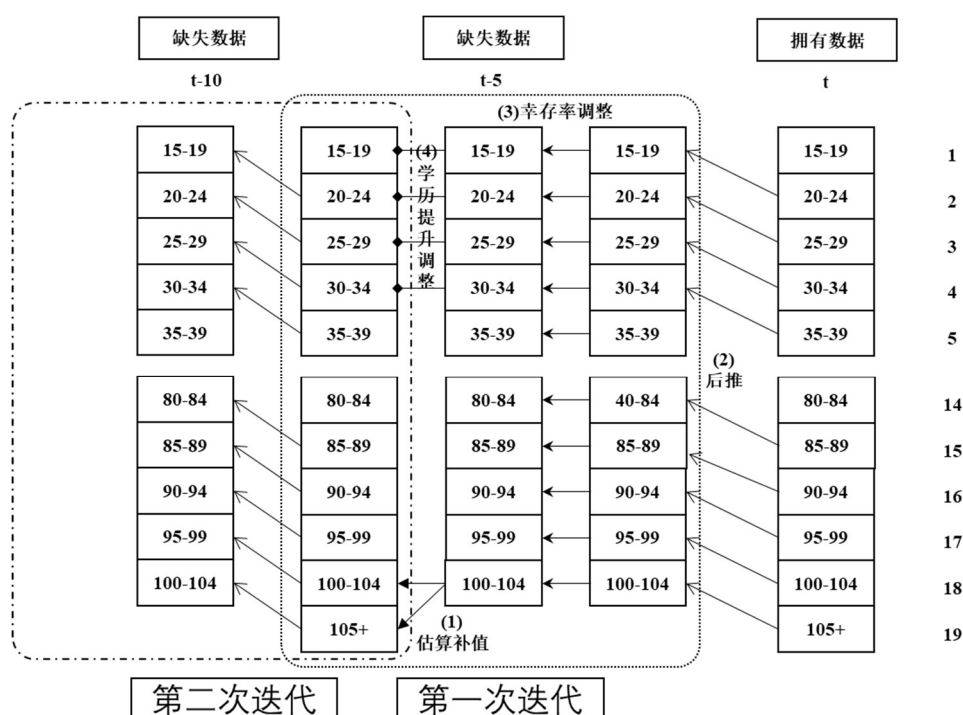 缺失数据 缺失数据 拥有数据
t-10 t-5 t
(3)幸存率调整
15-19 15-19 15-19 15-19 15-19 1
20-24 20-24 20-24 20-24 20-24 2
25-29 25-29 25-29 25-29 25-29 3
30-34 30-34 30-34 30-34 30-34 4
35-39 35-39 35-39 35-39 35-39 5
(4)
学
历
提
升
调
整
(2)
后推
80-84 80-84 80-84 40-84 80-84 14
85-89 85-89 85-89 85-89 85-89 15
90-94 90-94 90-94 90-94 90-94 16
95-99 95-99 95-99 95-99 95-99 17
100-104 100-104 100-104 100-104 100-104 18
105+ 105+ 19
(1)
估算补值
第二次迭代 第一次迭代